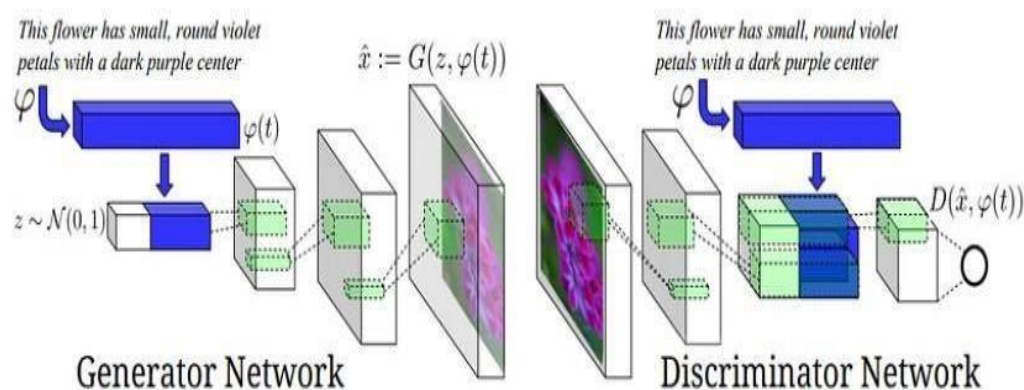 This flower has small, round violet
petals with a dark purple center
φ
φ(t)
z ~ 𝒩(0, 1)
x̂ := G(z, φ(t))
Generator Network
This flower has small, round violet
petals with a dark purple center
φ
D(x̂, φ(t))
Discriminator Network